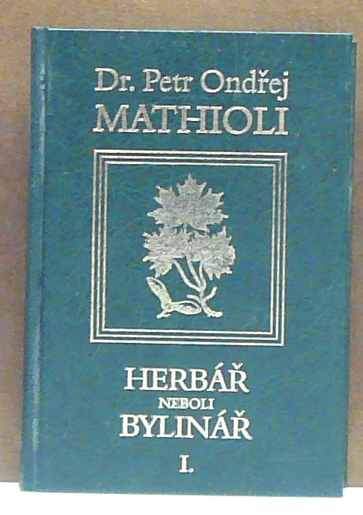 Dr. Petr Ondřej
MATHIOLI
HERBÁŘ
NEBOLI
BYLINÁŘ
I.